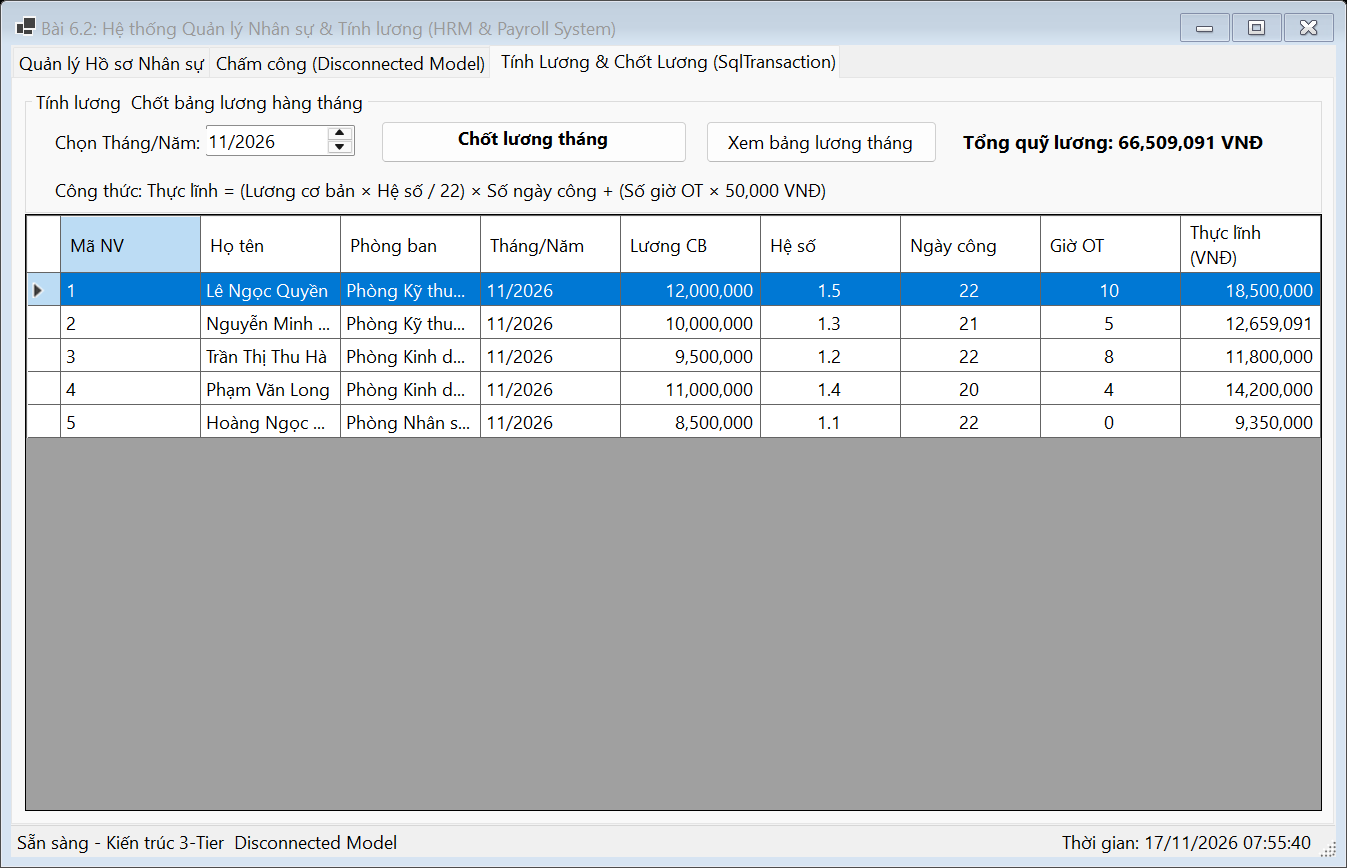 Bài 6.2: Hệ thống Quản lý Nhân sự & Tính lương (HRM & Payroll System)
Quản lý Hồ sơ Nhân sự Chấm công (Disconnected Model) Tính Lương & Chốt Lương (SqlTransaction)
Tính lương Chốt bảng lương hàng tháng
Chọn Tháng/Năm: 11/2026 Chốt lương tháng Xem bảng lương tháng Tổng quỹ lương: 66,509,091 VNĐ
Công thức: Thực lĩnh = (Lương cơ bản × Hệ số / 22) × Số ngày công + (Số giờ OT × 50,000 VNĐ)
Mã NV Họ tên Phòng ban Tháng/Năm Lương CB Hệ số Ngày công Giờ OT Thực lĩnh (VNĐ)
1 Lê Ngọc Quyền Phòng Kỹ thu... 11/2026 12,000,000 1.5 22 10 18,500,000
2 Nguyễn Minh ... Phòng Kỹ thu... 11/2026 10,000,000 1.3 21 5 12,659,091
3 Trần Thị Thu Hà Phòng Kinh d... 11/2026 9,500,000 1.2 22 8 11,800,000
4 Phạm Văn Long Phòng Kinh d... 11/2026 11,000,000 1.4 20 4 14,200,000
5 Hoàng Ngọc ... Phòng Nhân s... 11/2026 8,500,000 1.1 22 0 9,350,000
Sẵn sàng - Kiến trúc 3-Tier Disconnected Model Thời gian: 17/11/2026 07:55:40